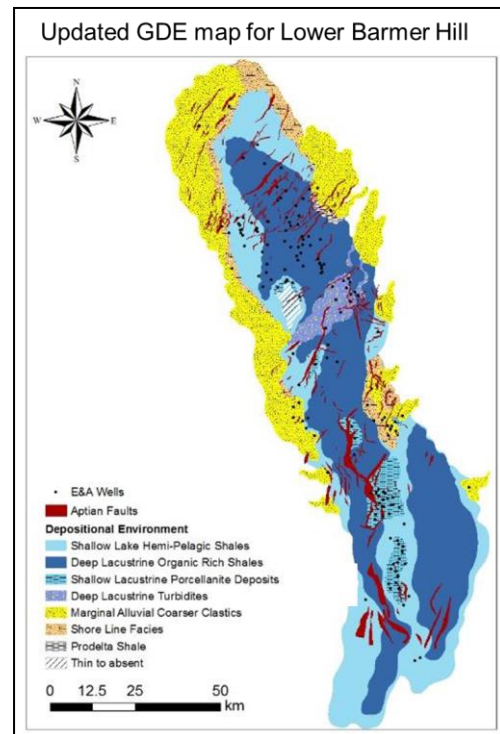 Updated GDE map for Lower Barmer Hill
N
W E
S
E&A Wells
Aptian Faults
Depositional Environment
Shallow Lake Hemi-Pelagic Shales
Deep Lacustrine Organic Rich Shales
Shallow Lacustrine Porcellanite Deposits
Deep Lacustrine Turbidites
Marginal Alluvial Coarser Clastics
Shore Line Facies
Prodelta Shale
Thin to absent
0 12.5 25 50
km